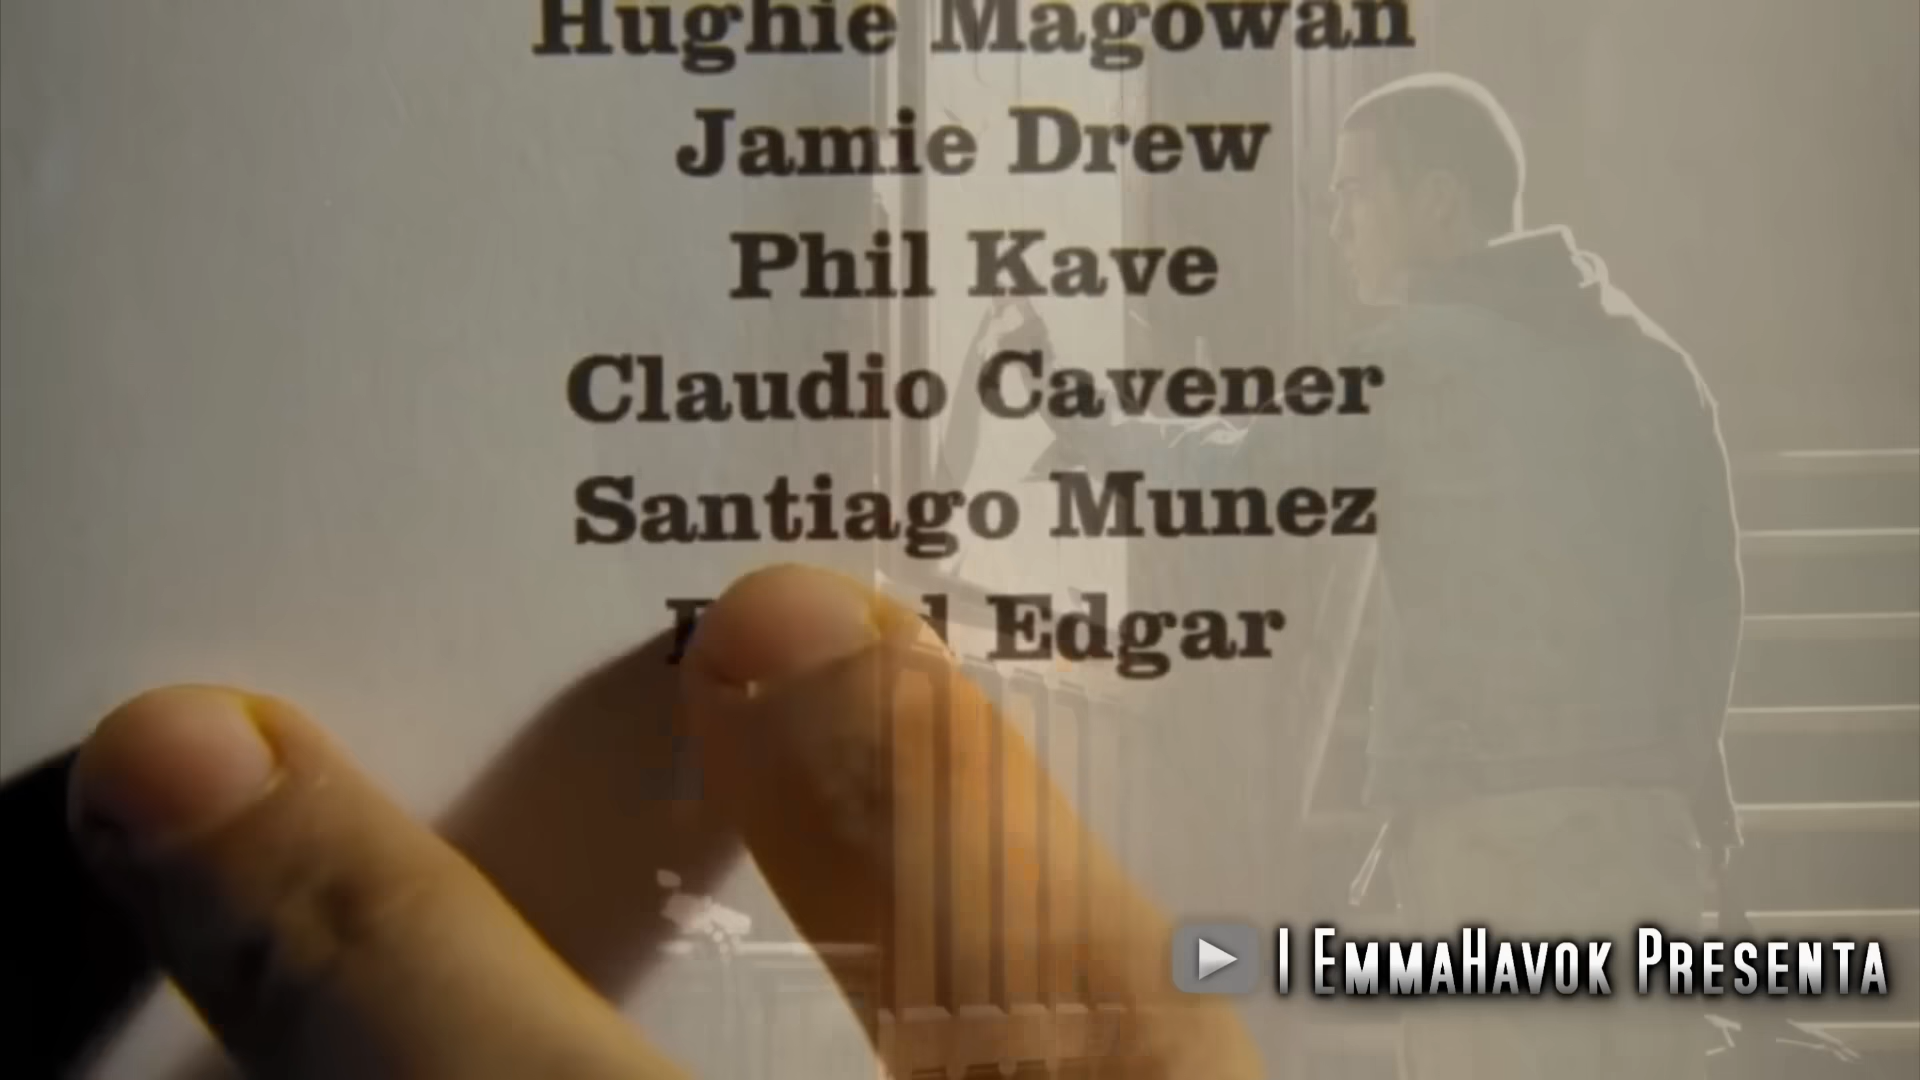 Hughie Magowan
Jamie Drew
Phil Kave
Claudio Cavener
Santiago Munez
Edgar
| EmmaHavok Presenta